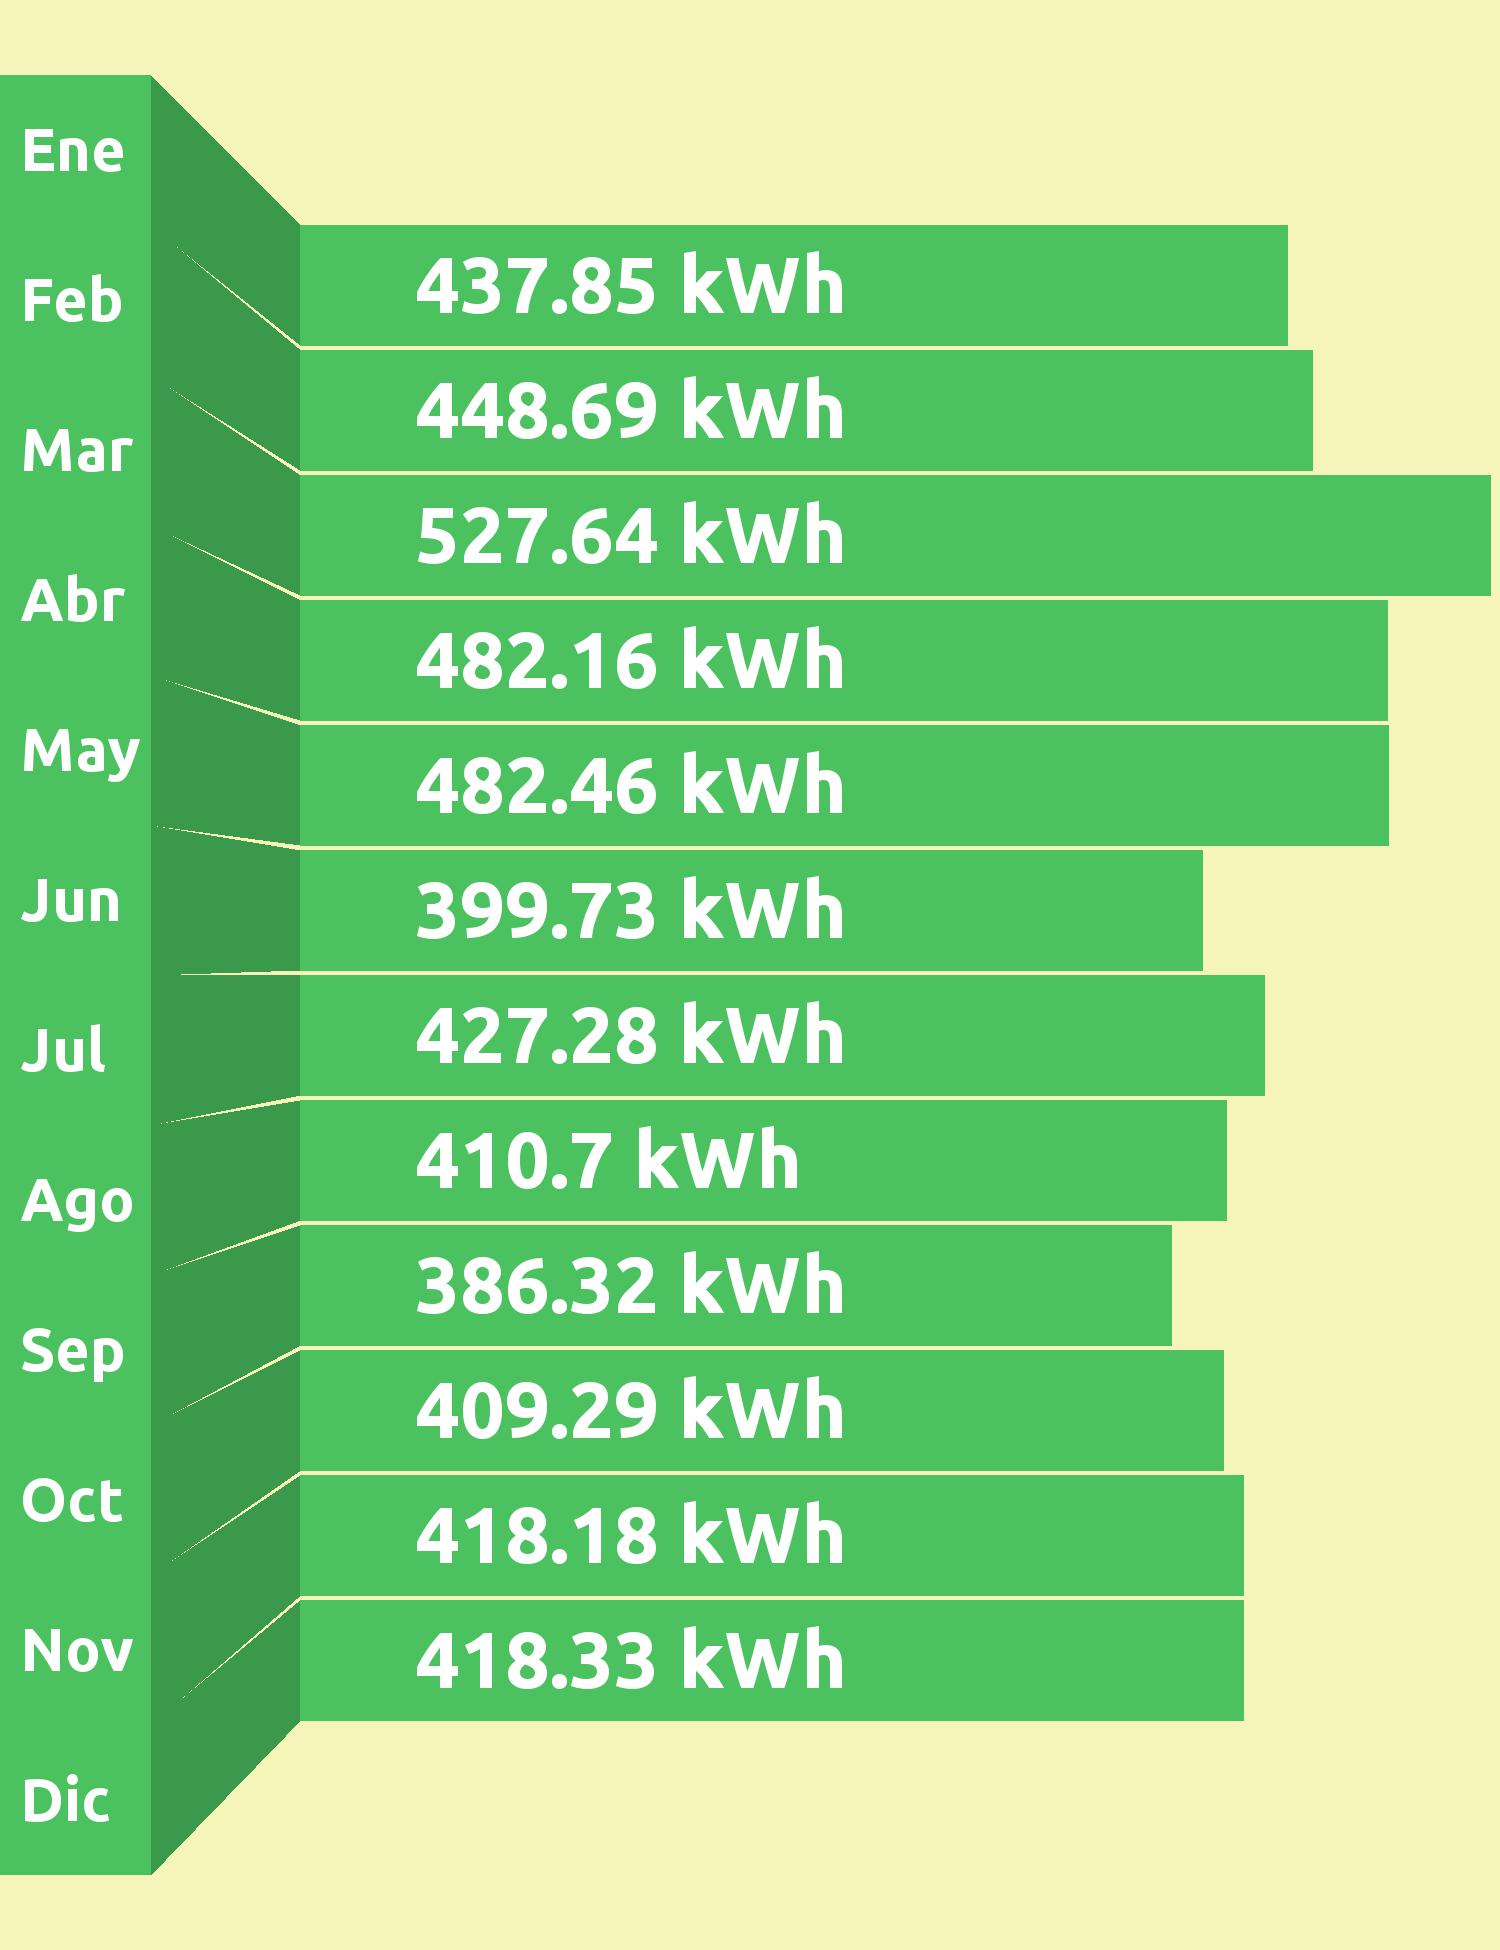 Ene
437.85 kWh
Feb
448.69 kWh
Mar
527.64 kWh
Abr
482.16 kWh
May
482.46 kWh
Jun
399.73 kWh
Jul
427.28 kWh
Ago
410.7 kWh
Sep
386.32 kWh
Oct
409.29 kWh
Nov
418.18 kWh
Dic
418.33 kWh